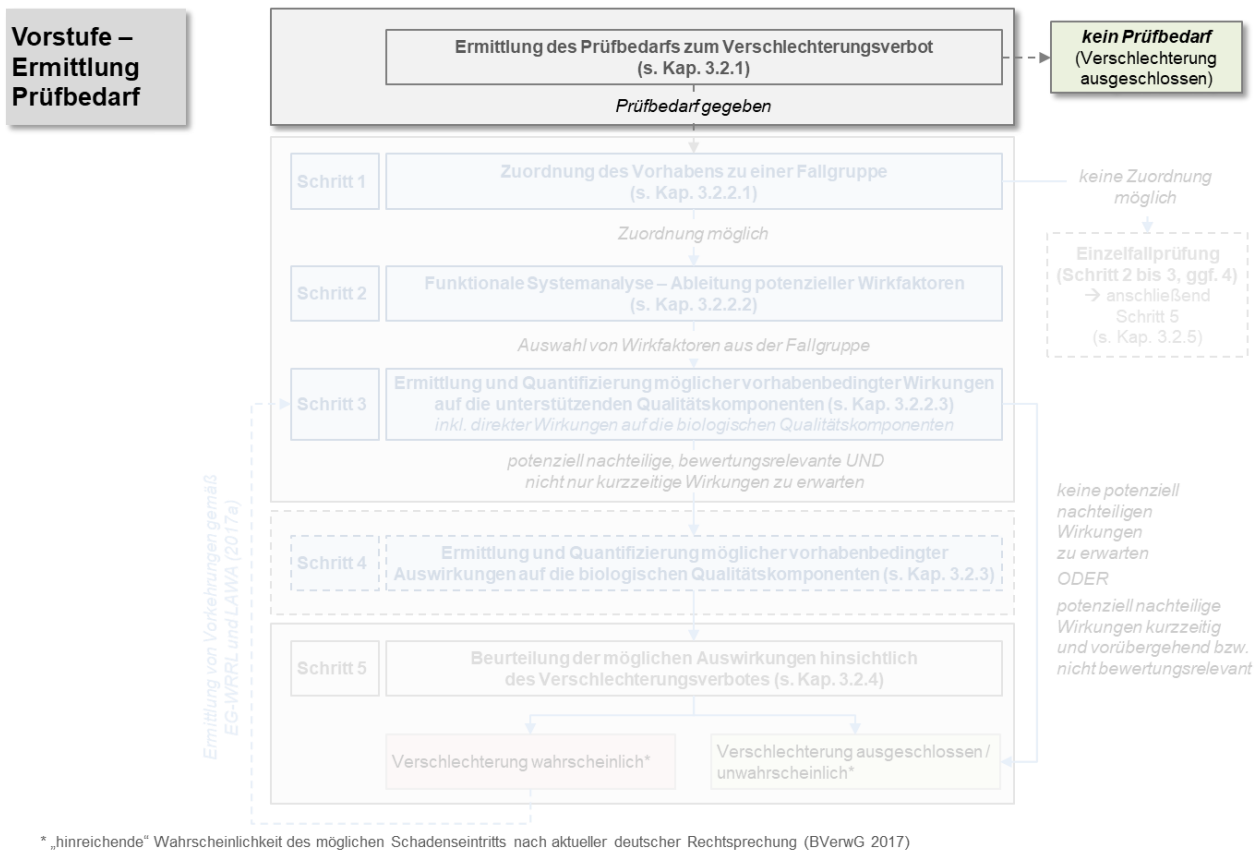 Vorstufe –
Ermittlung
Prüfbedarf
Ermittlung des Prüfbedarfs zum Verschlechterungsverbot
(s. Kap. 3.2.1)
kein Prüfbedarf
(Verschlechterung
ausgeschlossen)
Prüfbedarf gegeben
Schritt 1
Zuordnung des Vorhabens zu einer Fallgruppe
(s. Kap. 3.2.2.1)
keine Zuordnung
möglich
Zuordnung möglich
Einzelfallprüfung
(Schritt 2 bis 3, ggf. 4)
→ anschließend
Schritt 5
(s. Kap. 3.2.5)
Schritt 2
Funktionale Systemanalyse – Ableitung potenzieller Wirkfaktoren
(s. Kap. 3.2.2.2)
Auswahl von Wirkfaktoren aus der Fallgruppe
Schritt 3
Ermittlung und Quantifizierung möglicher vorhabenbedingter Wirkungen
auf die unterstützenden Qualitätskomponenten (s. Kap. 3.2.2.3)
inkl. direkter Wirkungen auf die biologischen Qualitätskomponenten
potenziell nachteilige, bewertungsrelevante UND
nicht nur kurzzeitige Wirkungen zu erwarten
keine potenziell
nachteiligen
Wirkungen
zu erwarten
ODER
potenziell nachteilige
Wirkungen kurzzeitig
und vorübergehend bzw.
nicht bewertungsrelevant
Ermittlung von Vorkehrungen gemäß
EG-WRRL und LAWA (2017a)
Schritt 4
Ermittlung und Quantifizierung möglicher vorhabenbedingter
Auswirkungen auf die biologischen Qualitätskomponenten (s. Kap. 3.2.3)
Schritt 5
Beurteilung der möglichen Auswirkungen hinsichtlich
des Verschlechterungsverbotes (s. Kap. 3.2.4)
Verschlechterung wahrscheinlich*
Verschlechterung ausgeschlossen /
unwahrscheinlich*
* „hinreichende“ Wahrscheinlichkeit des möglichen Schadenseintritts nach aktueller deutscher Rechtsprechung (BVerwG 2017)